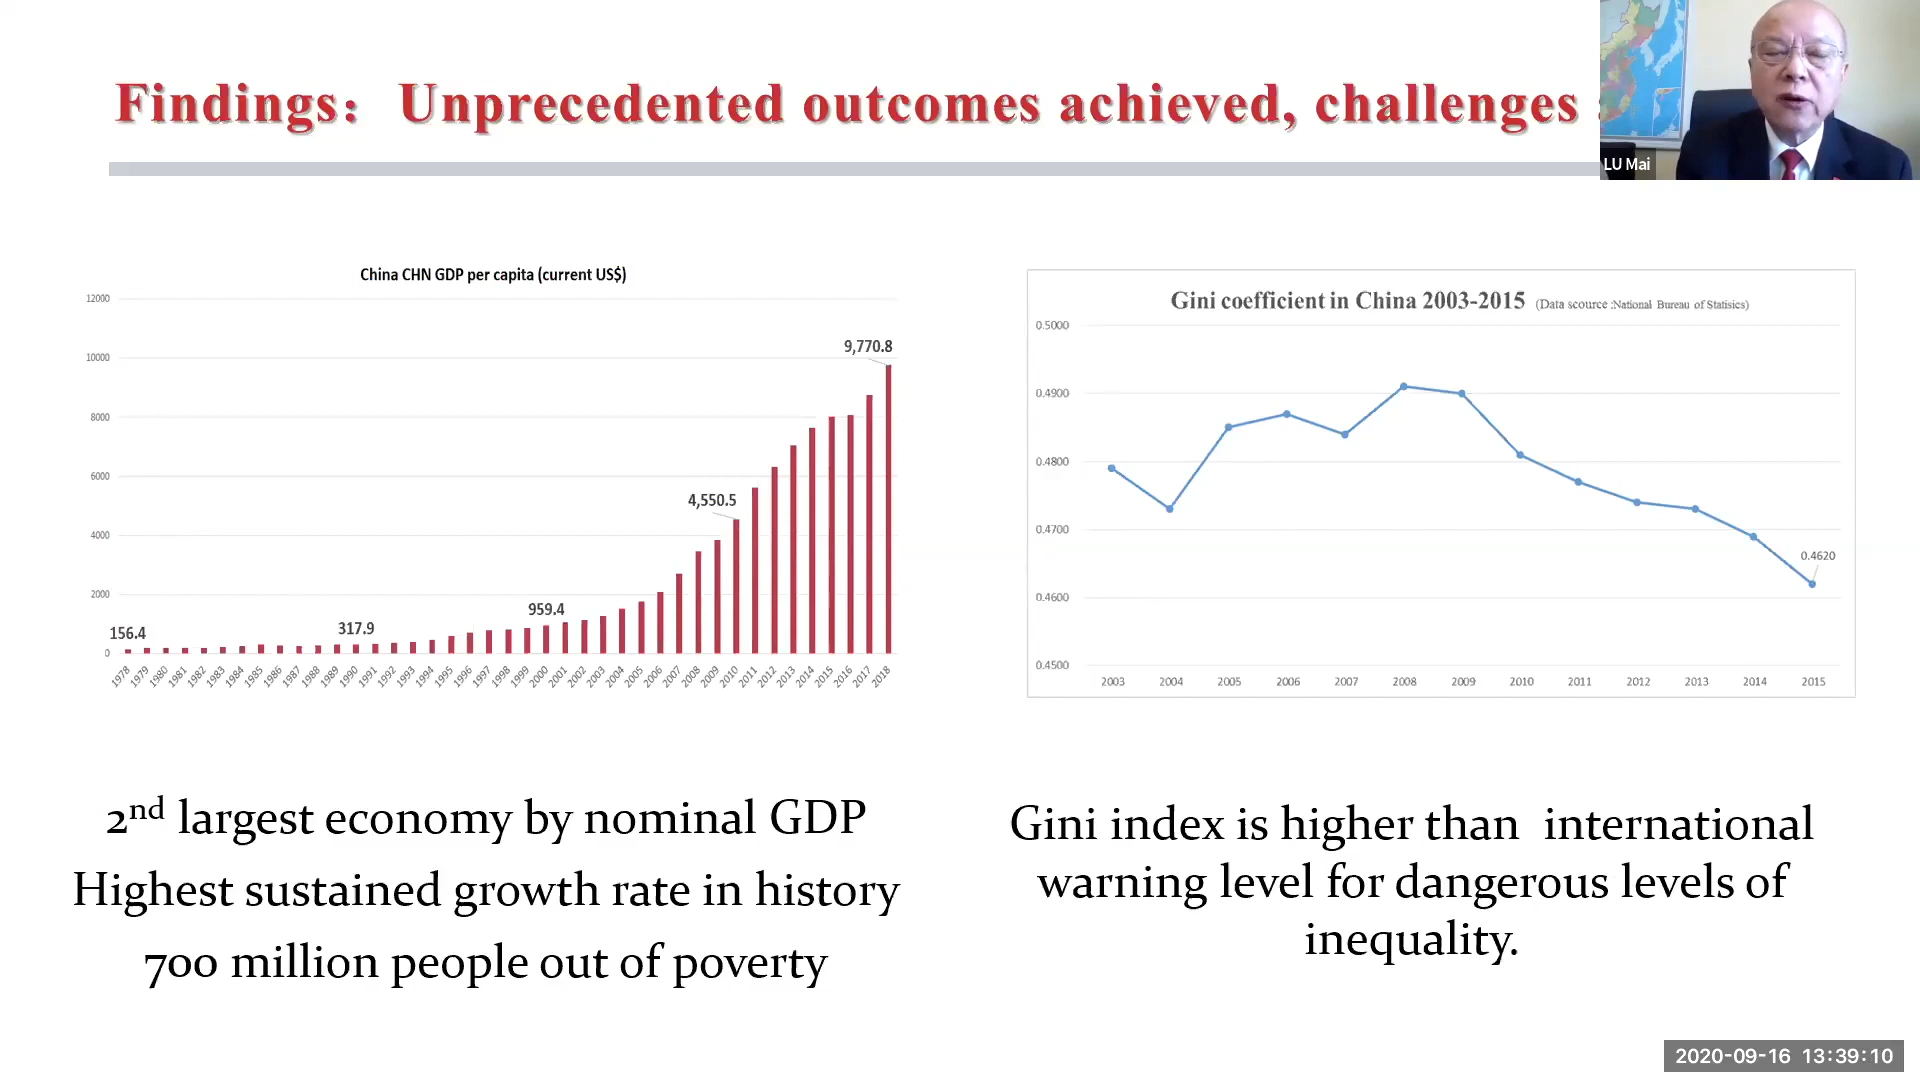 Findings： Unprecedented outcomes achieved, challenges
LU Mai
China CHN GDP per capita (current US$)
12000
10000
8000
6000
4000
2000
0
156.4
317.9
959.4
4,550.5
9,770.8
1978 1979 1980 1981 1982 1983 1984 1985 1986 1987 1988 1989 1990 1991 1992 1993 1994 1995 1996 1997 1998 1999 2000 2001 2002 2003 2004 2005 2006 2007 2008 2009 2010 2011 2012 2013 2014 2015 2016 2017 2018
Gini coefficient in China 2003-2015 (Data scource :National Bureau of Statisics)
0.5000
0.4900
0.4800
0.4700
0.4600
0.4500
0.4620
2003 2004 2005 2006 2007 2008 2009 2010 2011 2012 2013 2014 2015
2nd largest economy by nominal GDP
Highest sustained growth rate in history
700 million people out of poverty
Gini index is higher than international
warning level for dangerous levels of
inequality.
2020-09-16 13:39:10